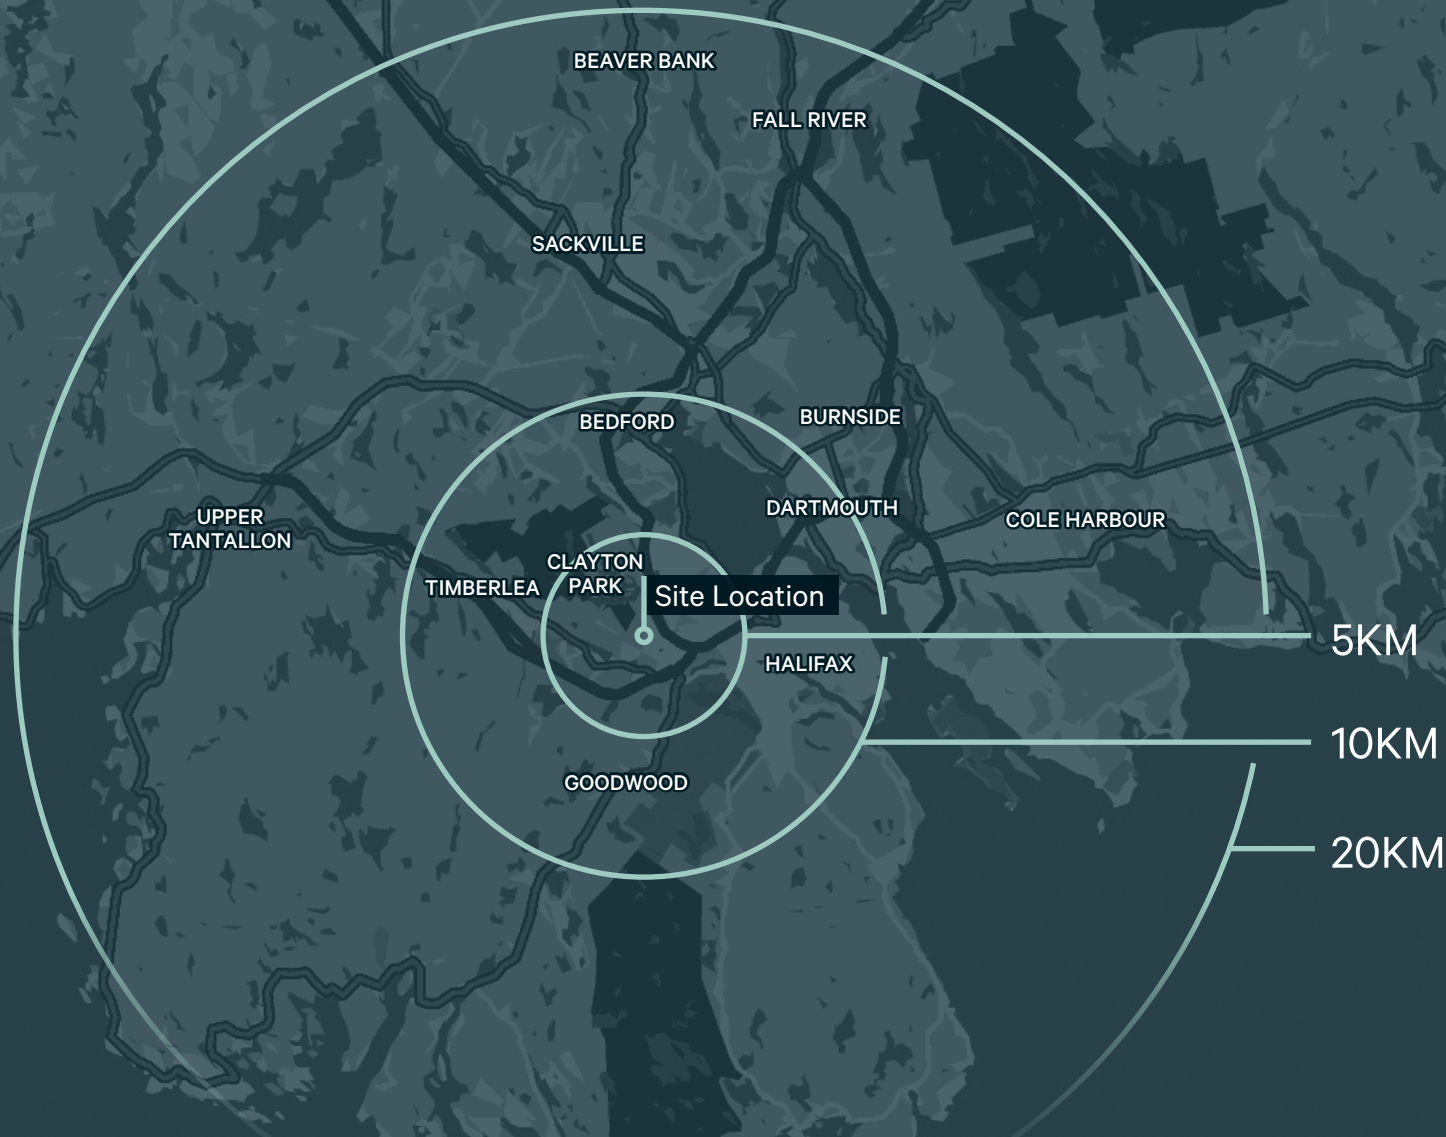 BEAVER BANK
FALL RIVER
SACKVILLE
BEDFORD
BURNSIDE
DARTMOUTH
UPPER
TANTALLON
COLE HARBOUR
CLAYTON
PARK
TIMBERLEA
Site Location
5KM
HALIFAX
10KM
GOODWOOD
20KM